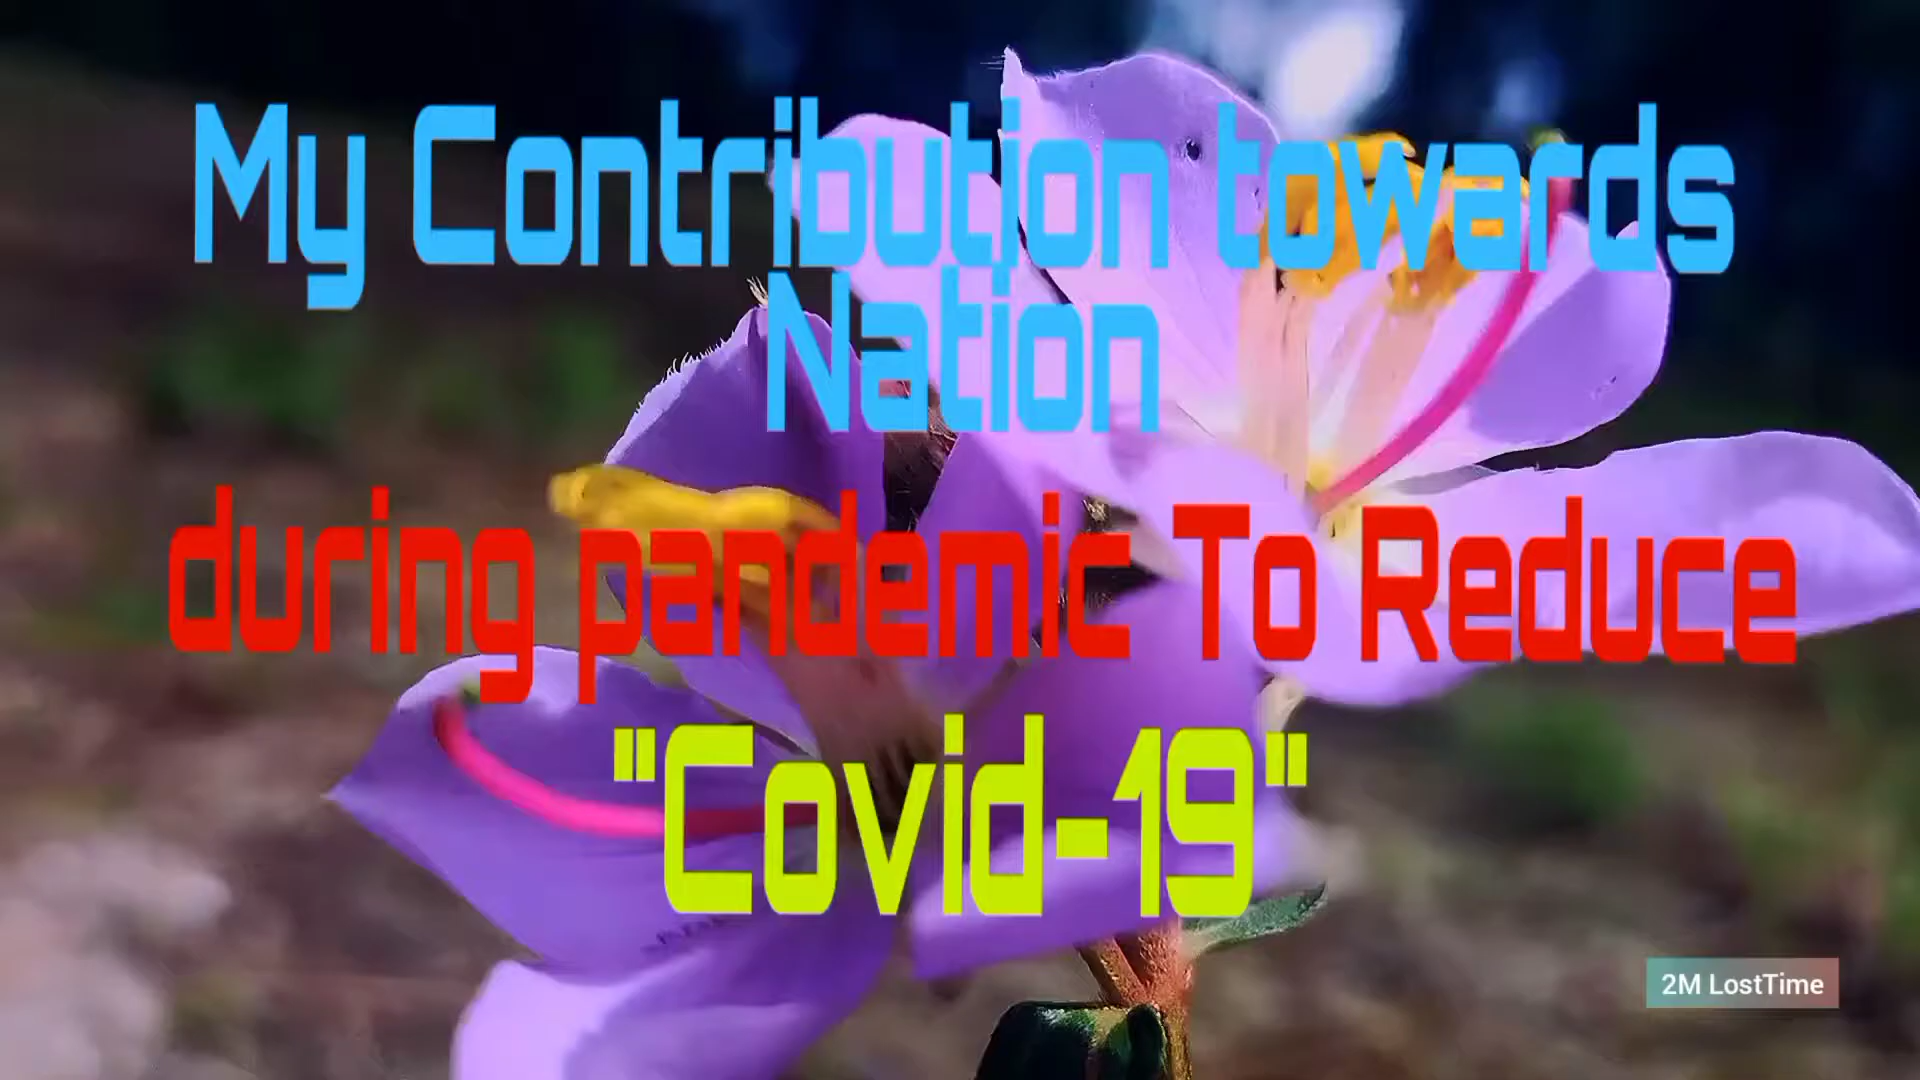 My Contribution towards
Nation
during pandemic To Reduce
"Covid-19"
2M LostTime